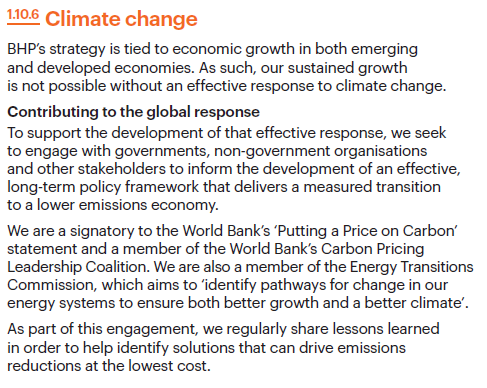 1.10.6 Climate change
BHP’s strategy is tied to economic growth in both emerging
and developed economies. As such, our sustained growth
is not possible without an effective response to climate change.
Contributing to the global response
To support the development of that effective response, we seek
to engage with governments, non-government organisations
and other stakeholders to inform the development of an effective,
long-term policy framework that delivers a measured transition
to a lower emissions economy.
We are a signatory to the World Bank’s ‘Putting a Price on Carbon’
statement and a member of the World Bank’s Carbon Pricing
Leadership Coalition. We are also a member of the Energy Transitions
Commission, which aims to ‘identify pathways for change in our
energy systems to ensure both better growth and a better climate’.
As part of this engagement, we regularly share lessons learned
in order to help identify solutions that can drive emissions
reductions at the lowest cost.